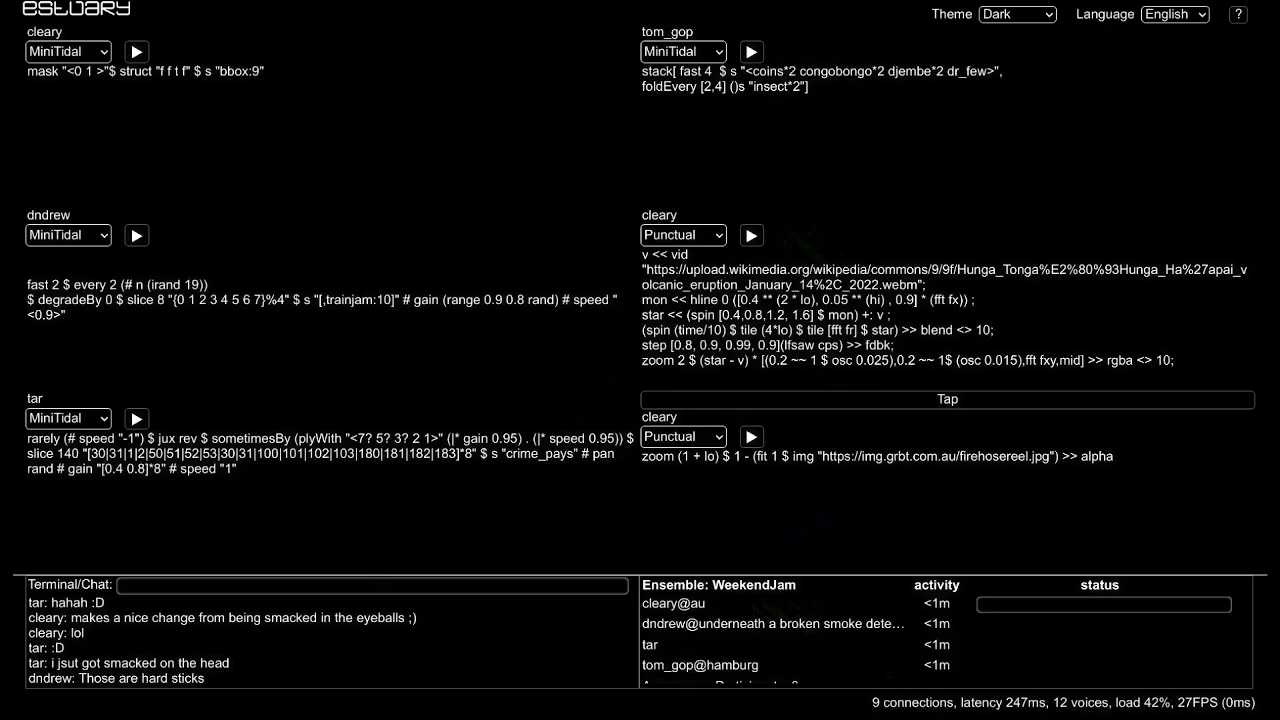 estuary
Theme Dark Language English ?
cleary
MiniTidal
mask "<0 1 >"$ struct "f f t f" $ s "bbox:9"
tom_gop
MiniTidal
stack[ fast 4 $ s "<coins*2 congobongo*2 djembe*2 dr_few>",
foldEvery [2,4] ()s "insect*2"]
dndrew
MiniTidal
fast 2 $ every 2 (# n (irand 19))
$ degradeBy 0 $ slice 8 "{0 1 2 3 4 5 6 7}%4" $ s "[,trainjam:10]" # gain (range 0.9 0.8 rand) # speed "
<0.9>"
cleary
Punctual
v << vid
"https://upload.wikimedia.org/wikipedia/commons/9/9f/Hunga_Tonga%E2%80%93Hunga_Ha%27apai_v
olcanic_eruption_January_14%2C_2022.webm";
mon << hline 0 ([0.4 ** (2 * lo), 0.05 ** (hi) , 0.9] * (fft fx)) ;
star << (spin [0.4,0.8,1.2, 1.6] $ mon) +: v ;
(spin (time/10) $ tile (4*lo) $ tile [fft fr] $ star) >> blend <> 10;
step [0.8, 0.9, 0.99, 0.9](lfsaw cps) >> fdbk;
zoom 2 $ (star - v) * [(0.2 ~~ 1 $ osc 0.025),0.2 ~~ 1$ (osc 0.015),fft fxy,mid] >> rgba <> 10;
tar
MiniTidal
rarely (# speed "-1") $ jux rev $ sometimesBy (plyWith "<7? 5? 3? 2 1>" (|* gain 0.95) . (|* speed 0.95)) $
slice 140 "[30|31|1|2|50|51|52|53|30|31|100|101|102|103|180|181|182|183]*8" $ s "crime_pays" # pan
rand # gain "[0.4 0.8]*8" # speed "1"
Tap
cleary
Punctual
zoom (1 + lo) $ 1 - (fit 1 $ img "https://img.grbt.com.au/firehosereel.jpg") >> alpha
Terminal/Chat:
tar: hahah :D
cleary: makes a nice change from being smacked in the eyeballs ;)
cleary: lol
tar: :D
tar: i jsut got smacked on the head
dndrew: Those are hard sticks
Ensemble: WeekendJam activity status
cleary@au <1m
dndrew@underneath a broken smoke dete… <1m
tar <1m
tom_gop@hamburg <1m
9 connections, latency 247ms, 12 voices, load 42%, 27FPS (0ms)